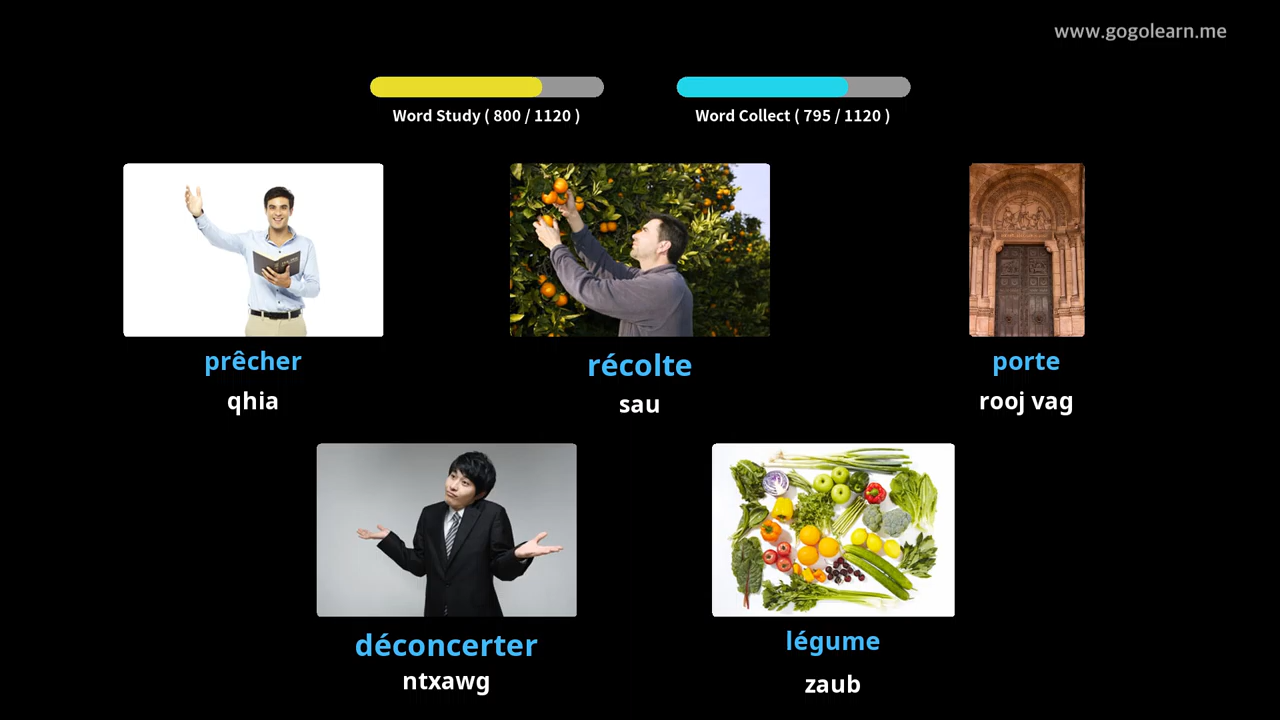 www.gogolearn.me
Word Study ( 800 / 1120 )
Word Collect ( 795 / 1120 )
prêcher
qhia
récolte
sau
porte
rooj vag
déconcerter
ntxawg
légume
zaub